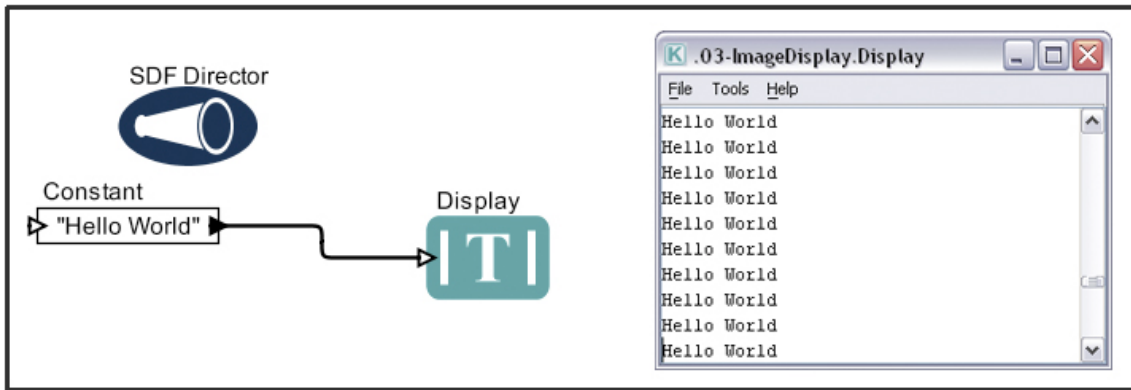 SDF Director
Constant
"Hello World"
Display
T
K .03-ImageDisplay.Display
File Tools Help
Hello World
Hello World
Hello World
Hello World
Hello World
Hello World
Hello World
Hello World
Hello World
Hello World